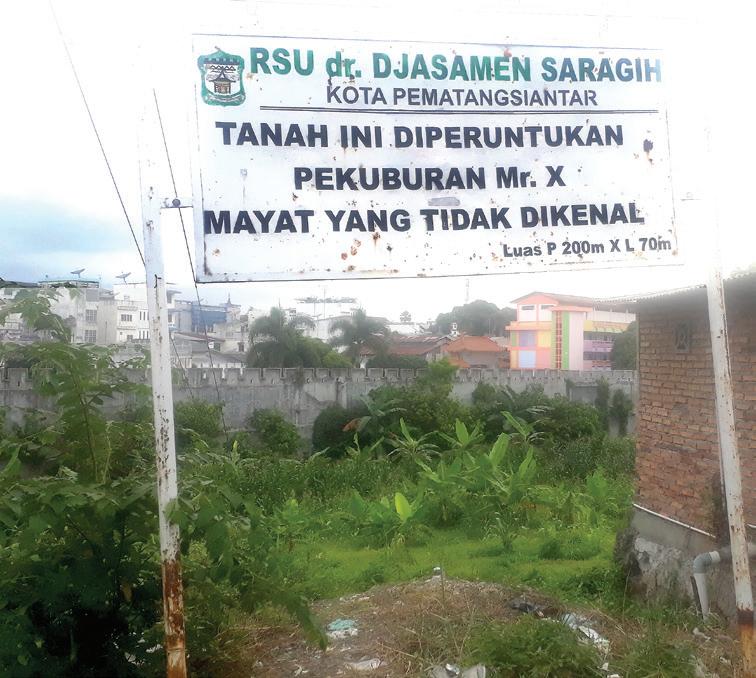 RSU dr. DJASAMEN SARAGIH
KOTA PEMATANGSIANTAR
TANAH INI DIPERUNTUKAN
PEKUBURAN Mr. X
MAYAT YANG TIDAK DIKENAL
Luas P 200m X L 70m